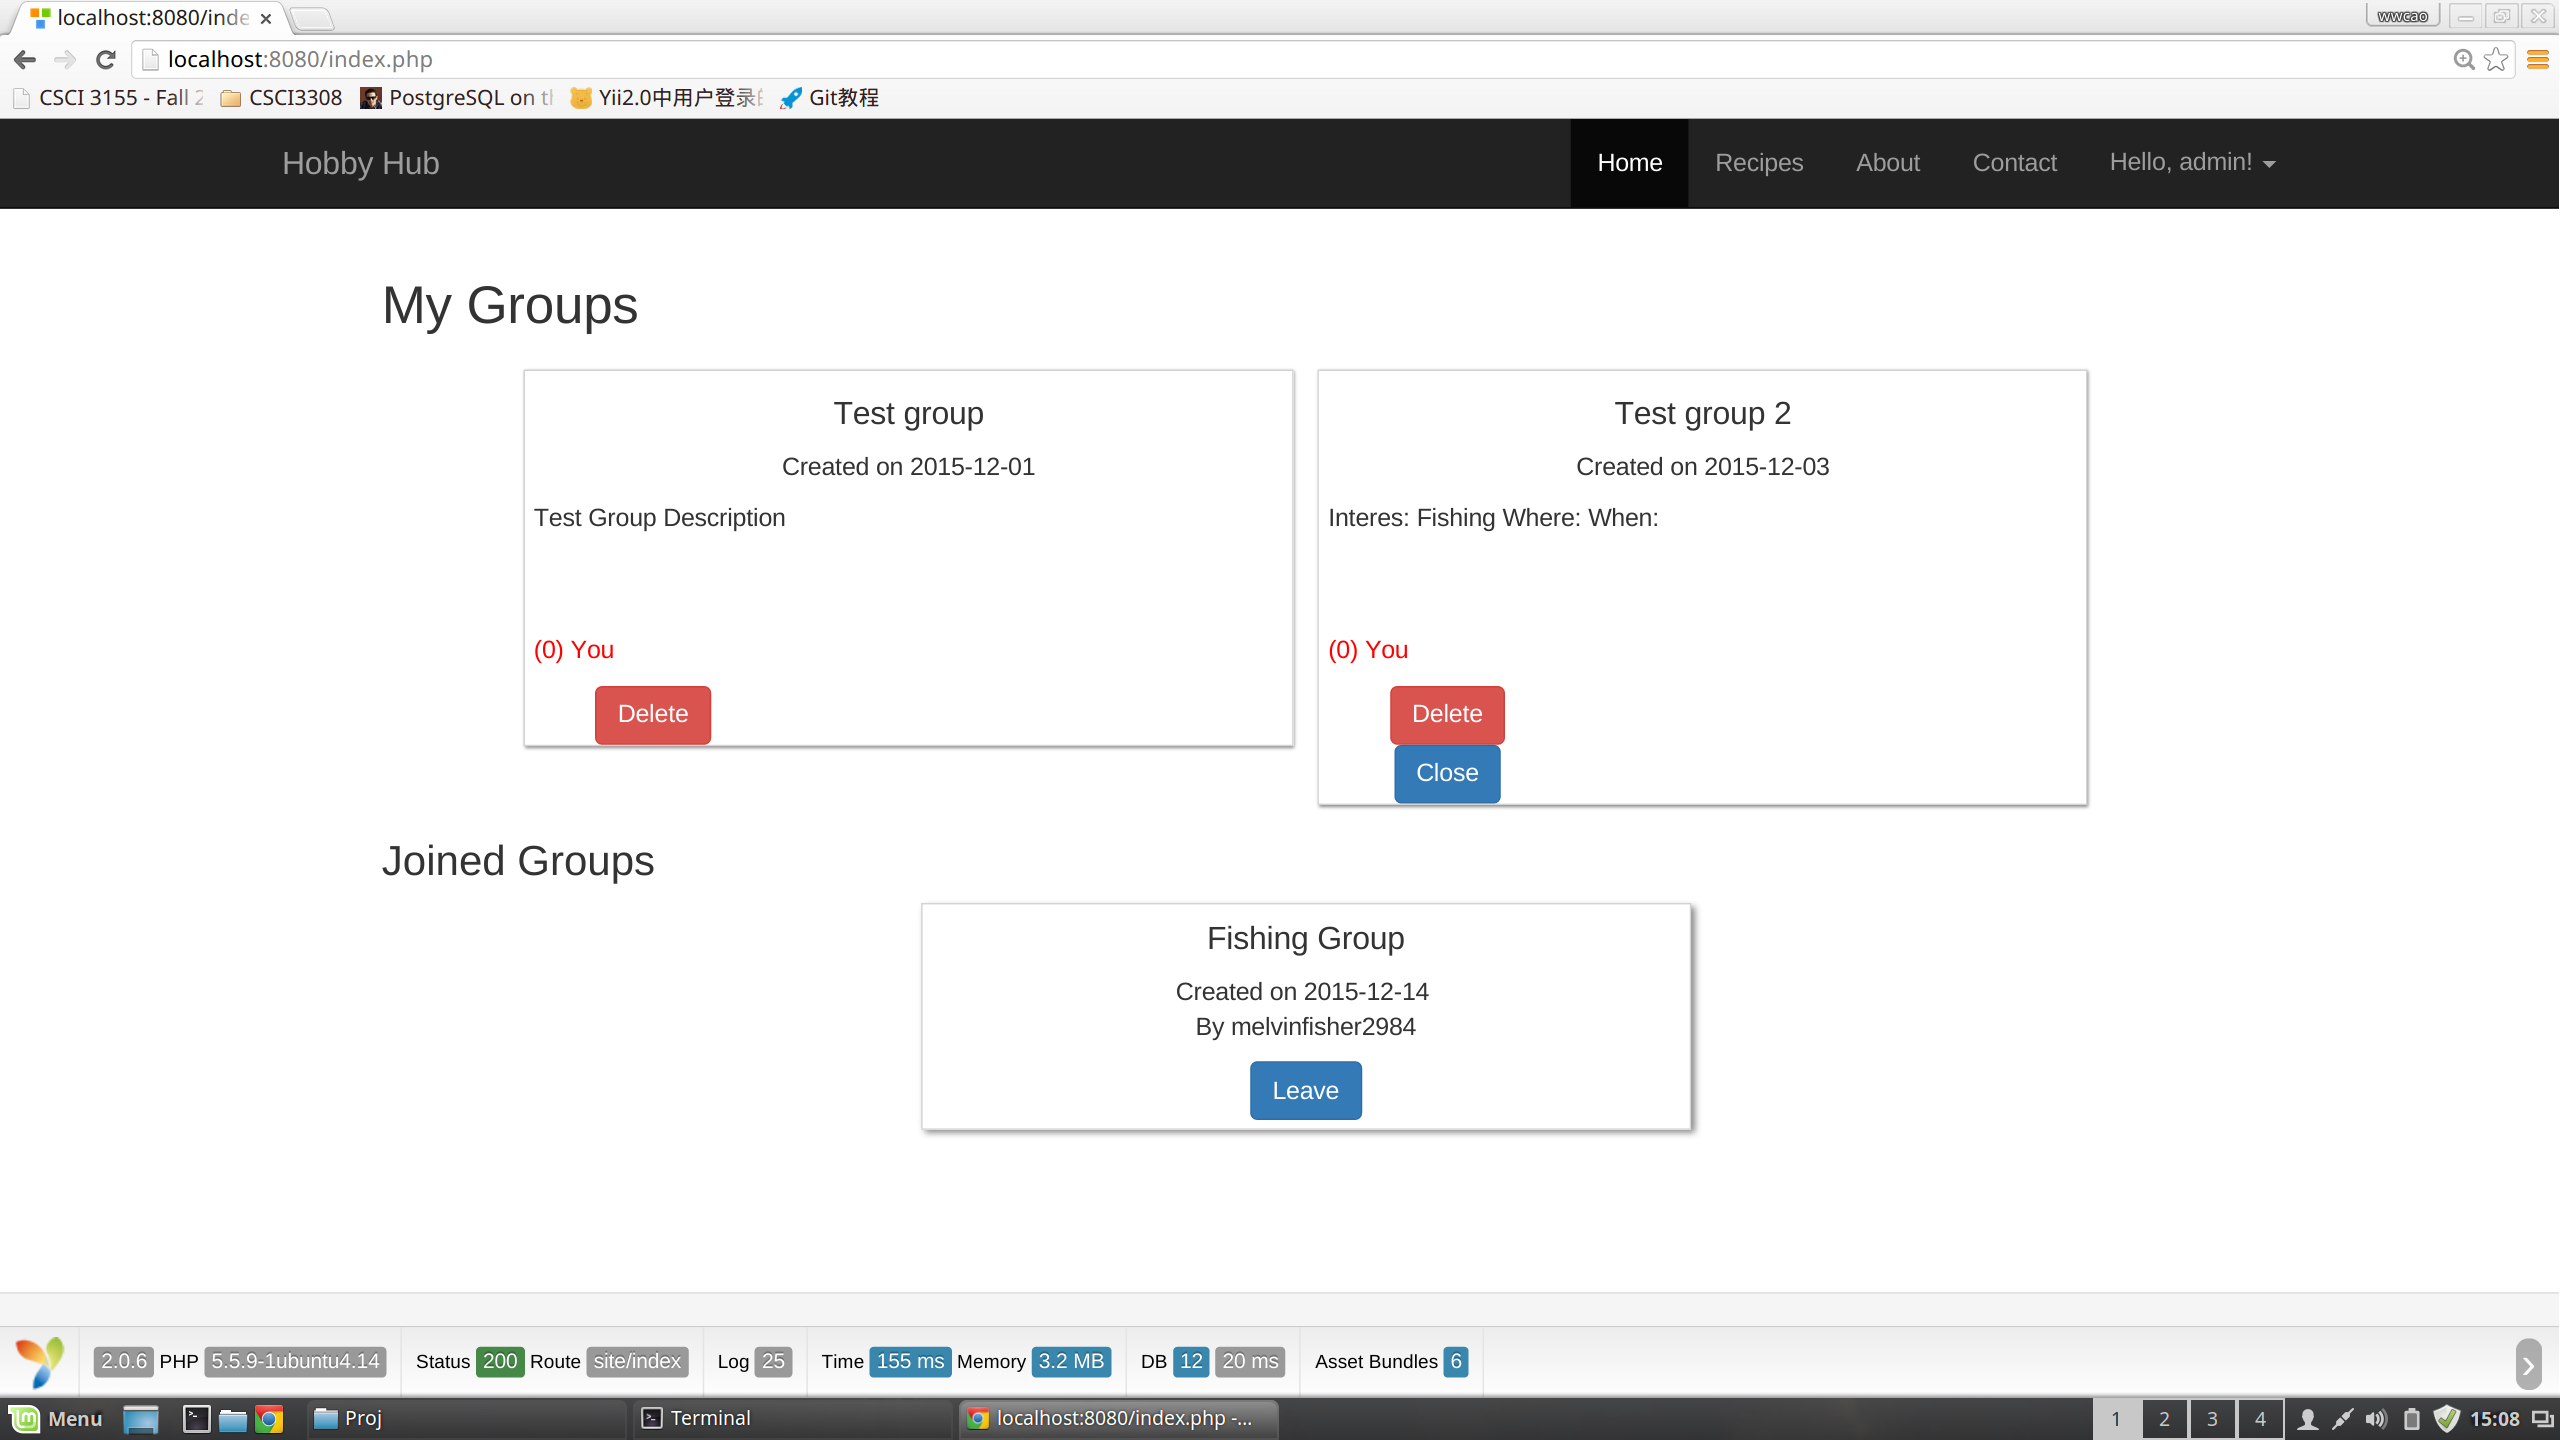 localhost:8080/inde
wwcao
localhost:8080/index.php
CSCI 3155 - Fall 2 CSCI3308 PostgreSQL on t Yii2.0中用户登录 Git教程
Hobby Hub Home Recipes About Contact Hello, admin!
My Groups
Test group
Created on 2015-12-01
Test Group Description
(0) You
Delete
Test group 2
Created on 2015-12-03
Interes: Fishing Where: When:
(0) You
Delete
Close
Joined Groups
Fishing Group
Created on 2015-12-14
By melvinfisher2984
Leave
2.0.6 PHP 5.5.9-1ubuntu4.14 Status 200 Route site/index Log 25 Time 155 ms Memory 3.2 MB DB 12 20 ms Asset Bundles 6
Menu Proj Terminal localhost:8080/index.php -... 1 2 3 4 15:08